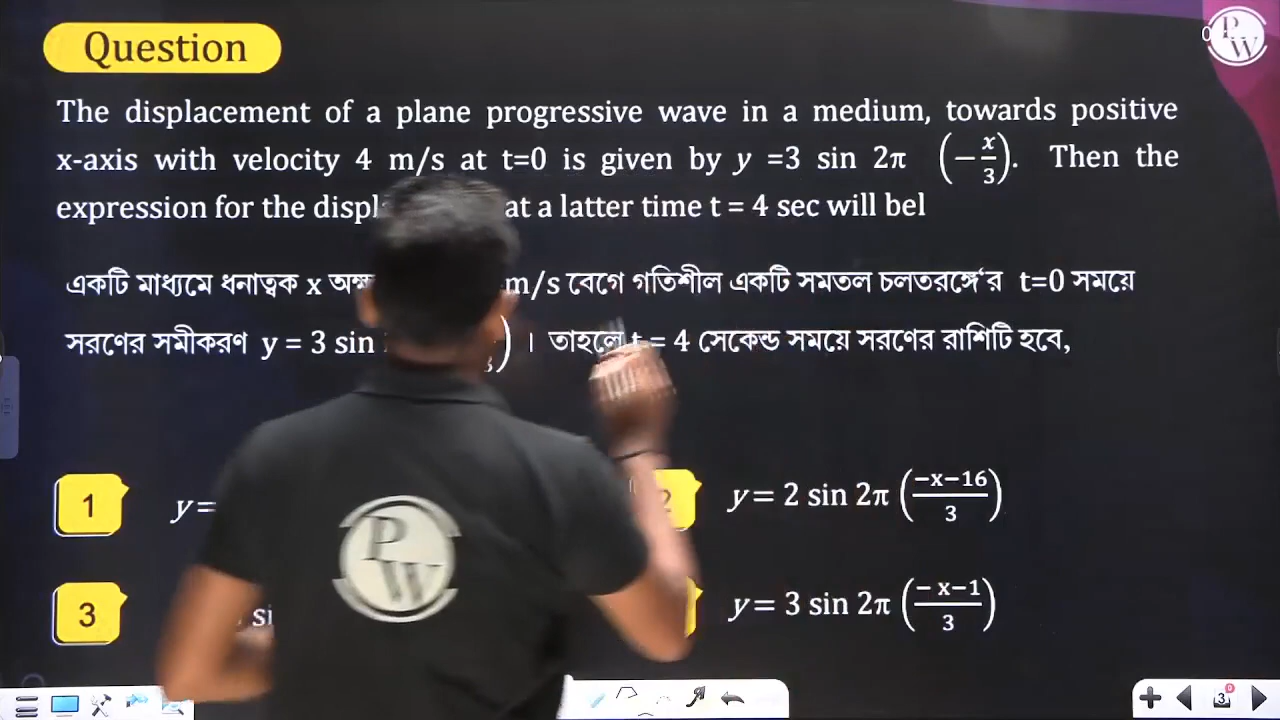 Question
The displacement of a plane progressive wave in a medium, towards positive
x-axis with velocity 4 m/s at t=0 is given by y =3 sin 2π (−x/3). Then the
expression for the at a latter time t = 4 sec will bel
একটি মাধ্যমে ধনাত্বক x m/s বেগে গতিশীল একটি সমতল চলতরঙ্গে‘র t=0 সময়ে
সরণের সমীকরণ y = 3 sin ) । তাহলে t = 4 সেকেন্ড সময়ে সরণের রাশিটি হবে,
1 y= 2 y = 2 sin 2π (−x−16/3)
3 y = 3 sin 2π (− x−1/3)
P W
3